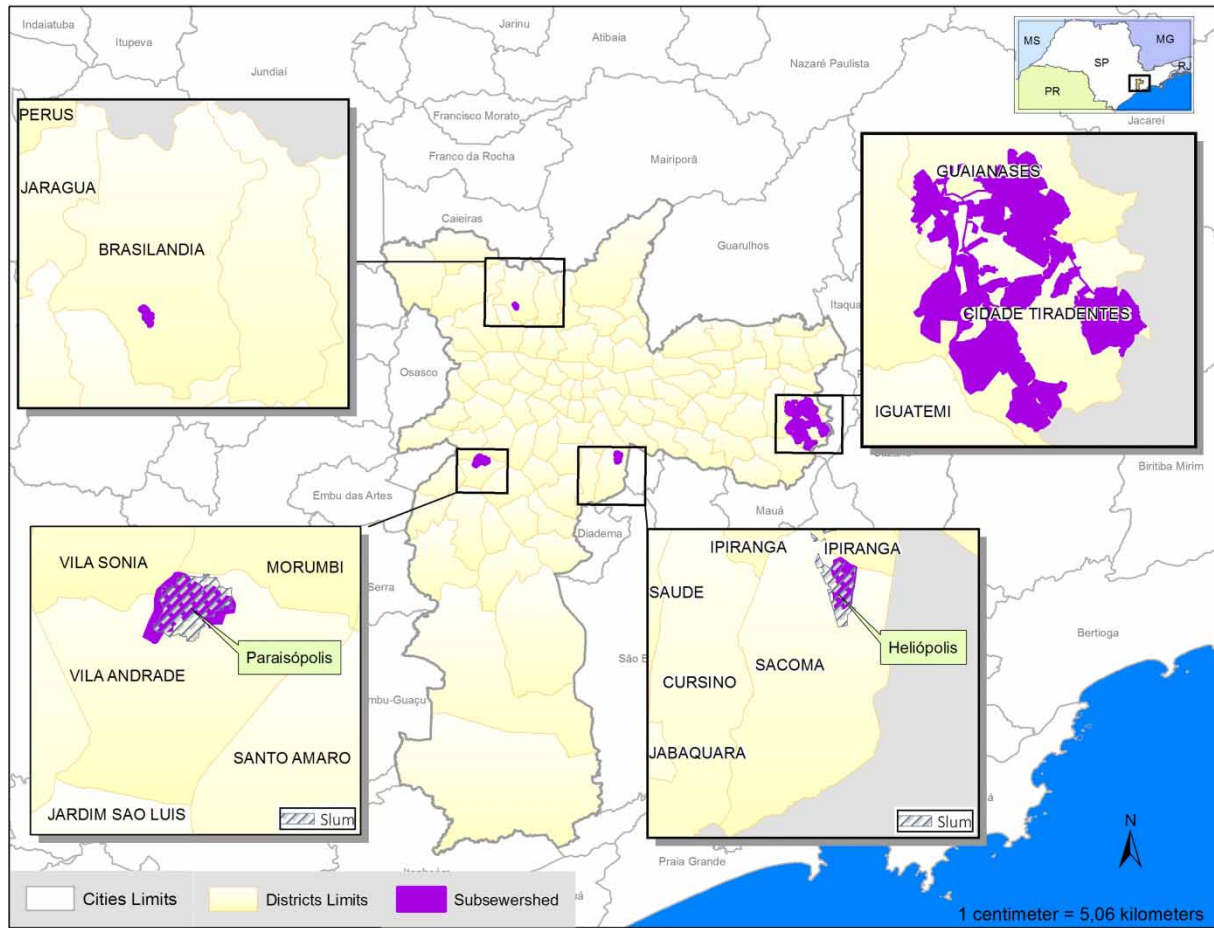 Indaiatuba
Itupeva
Jundiaí
Jarinu
Atibaia
Nazaré Paulista
MS
MG
SP
RJ
PR
Jacareí
Francisco Morato
Franco da Rocha
Mairiporã
Caieiras
Guarulhos
Osasco
Embu das Artes
Diadema
Mauá
Biritiba Mirim
Bertioga
Praia Grande
PERUS
JARAGUA
BRASILANDIA
GUAIANASES
CIDADE TIRADENTES
IGUATEMI
VILA SONIA
MORUMBI
Paraisópolis
VILA ANDRADE
SANTO AMARO
JARDIM SAO LUIS
Slum
IPIRANGA
IPIRANGA
SAUDE
Heliópolis
SACOMA
CURSINO
JABAQUARA
Slum
N
Cities Limits
Districts Limits
Subsewershed
1 centimeter = 5,06 kilometers